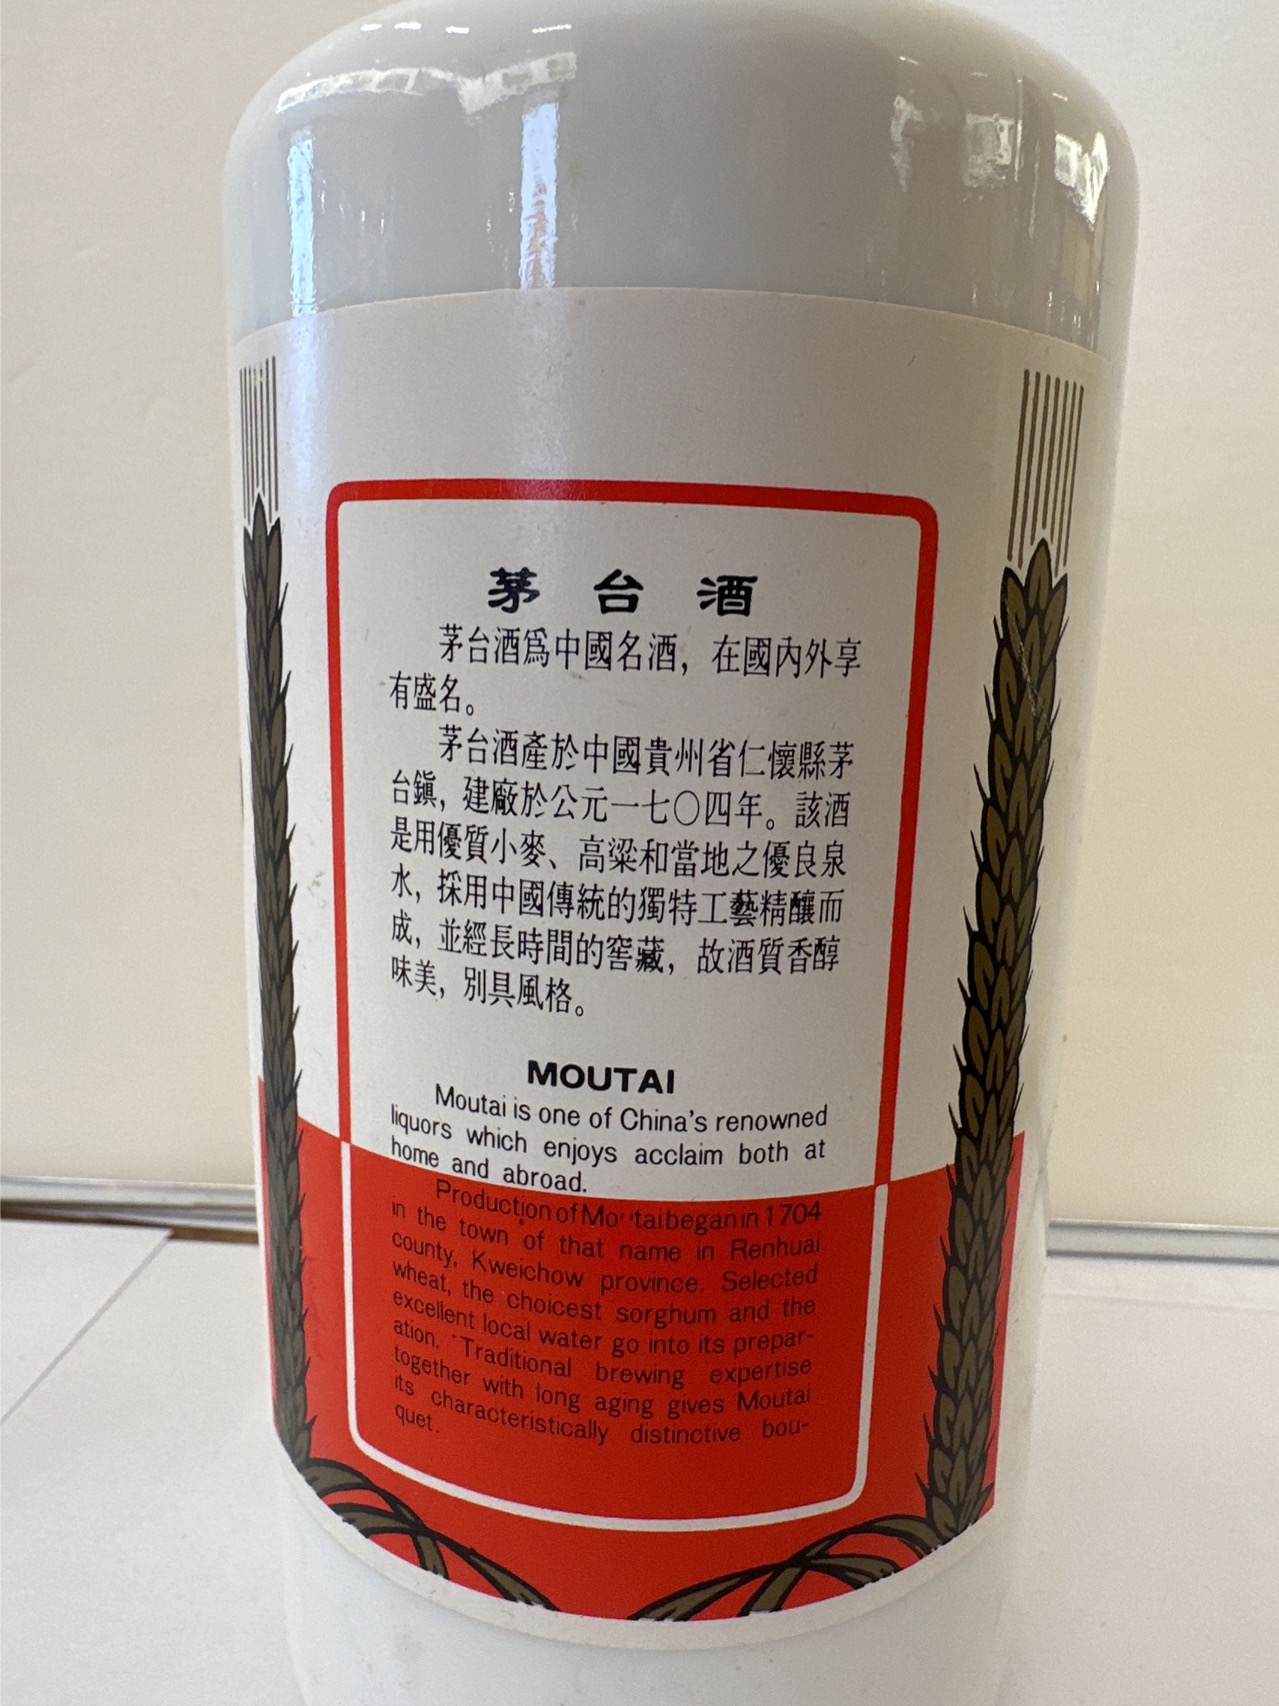 茅台酒
茅台酒爲中國名酒，在國內外享
有盛名。
茅台酒產於中國貴州省仁懷縣茅
台鎭，建廠於公元一七〇四年。該酒
是用優質小麥、高粱和當地之優良泉
水，採用中國傳統的獨特工藝精釀而
成，並經長時間的窖藏，故酒質香醇
味美，別具風格。
MOUTAI
Moutai is one of China's renowned
liquors which enjoys acclaim both at
home and abroad.
Production of Moutai began in 1704
in the town of that name in Renhuai
county, Kweichow province. Selected
wheat, the choicest sorghum and the
excellent local water go into its prepar-
ation. Traditional brewing expertise
together with long aging gives Moutai
its characteristically distinctive bou-
quet.